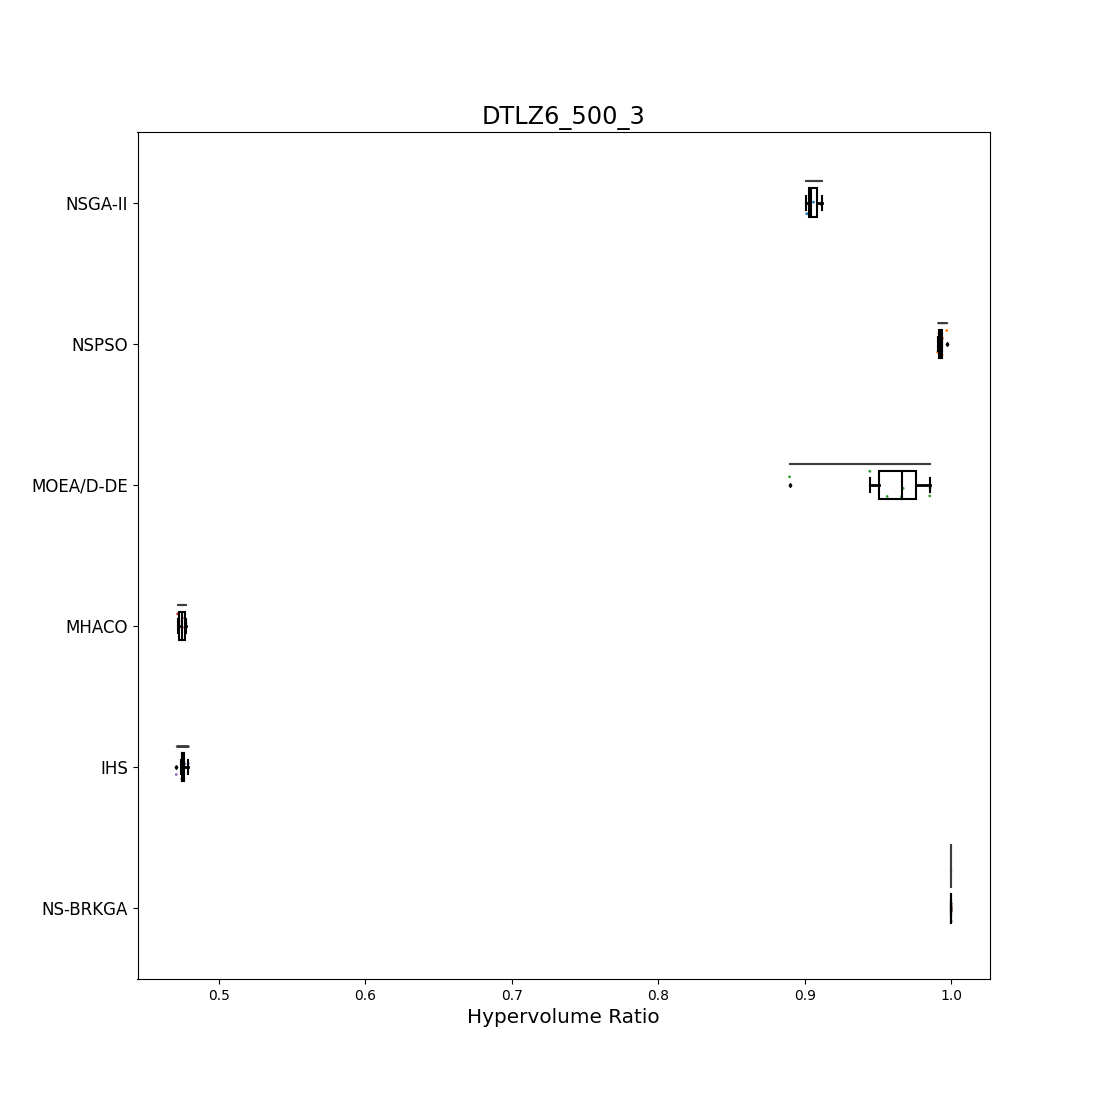 DTLZ6_500_3
NSGA-II
NSPSO
MOEA/D-DE
MHACO
IHS
NS-BRKGA
0.5 0.6 0.7 0.8 0.9 1.0
Hypervolume Ratio